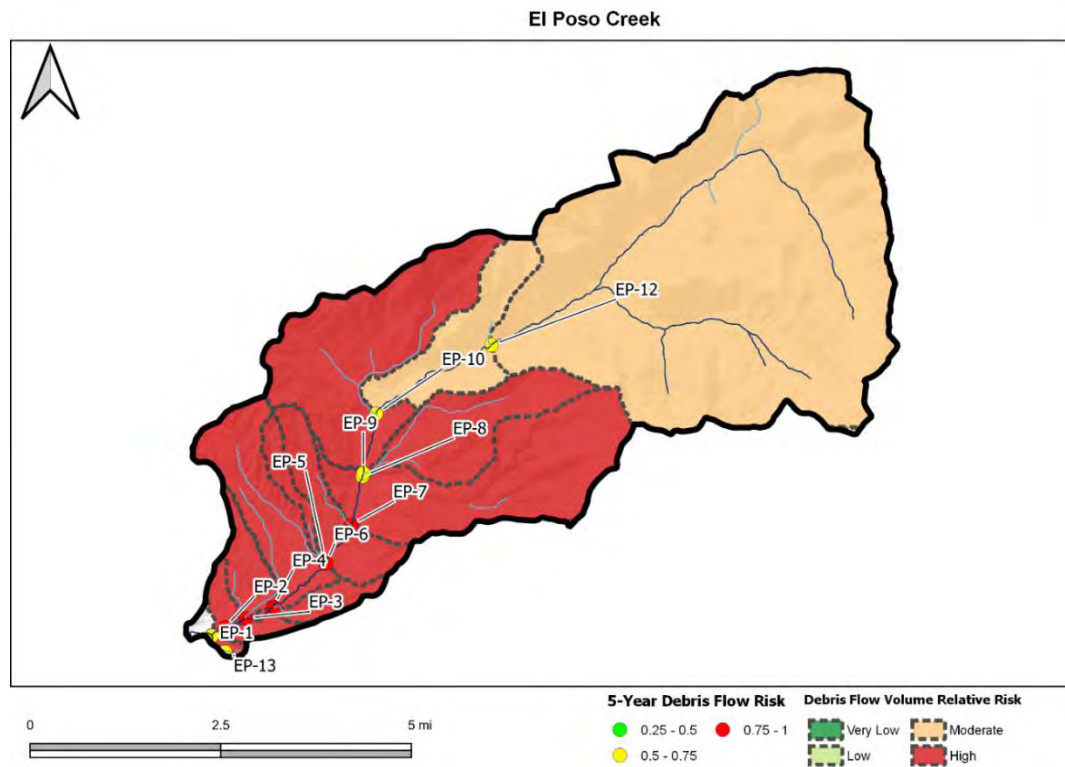 El Poso Creek
EP-12
EP-10
EP-9
EP-8
EP-5
EP-7
EP-6
EP-4
EP-2
EP-3
EP-1
EP-13
0 2.5 5 mi
5-Year Debris Flow Risk
0.25 - 0.5 0.75 - 1
0.5 - 0.75
Debris Flow Volume Relative Risk
Very Low Moderate
Low High